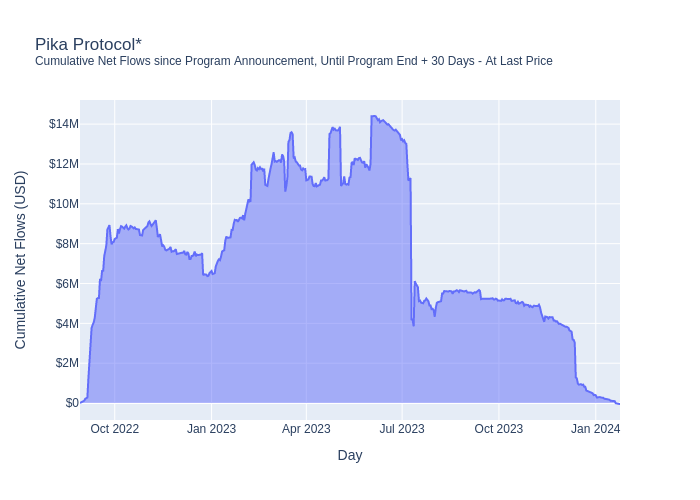 Pika Protocol*
Cumulative Net Flows since Program Announcement, Until Program End + 30 Days - At Last Price
$14M
$12M
$10M
$8M
$6M
$4M
$2M
$0
Cumulative Net Flows (USD)
Oct 2022
Jan 2023
Apr 2023
Jul 2023
Oct 2023
Jan 2024
Day